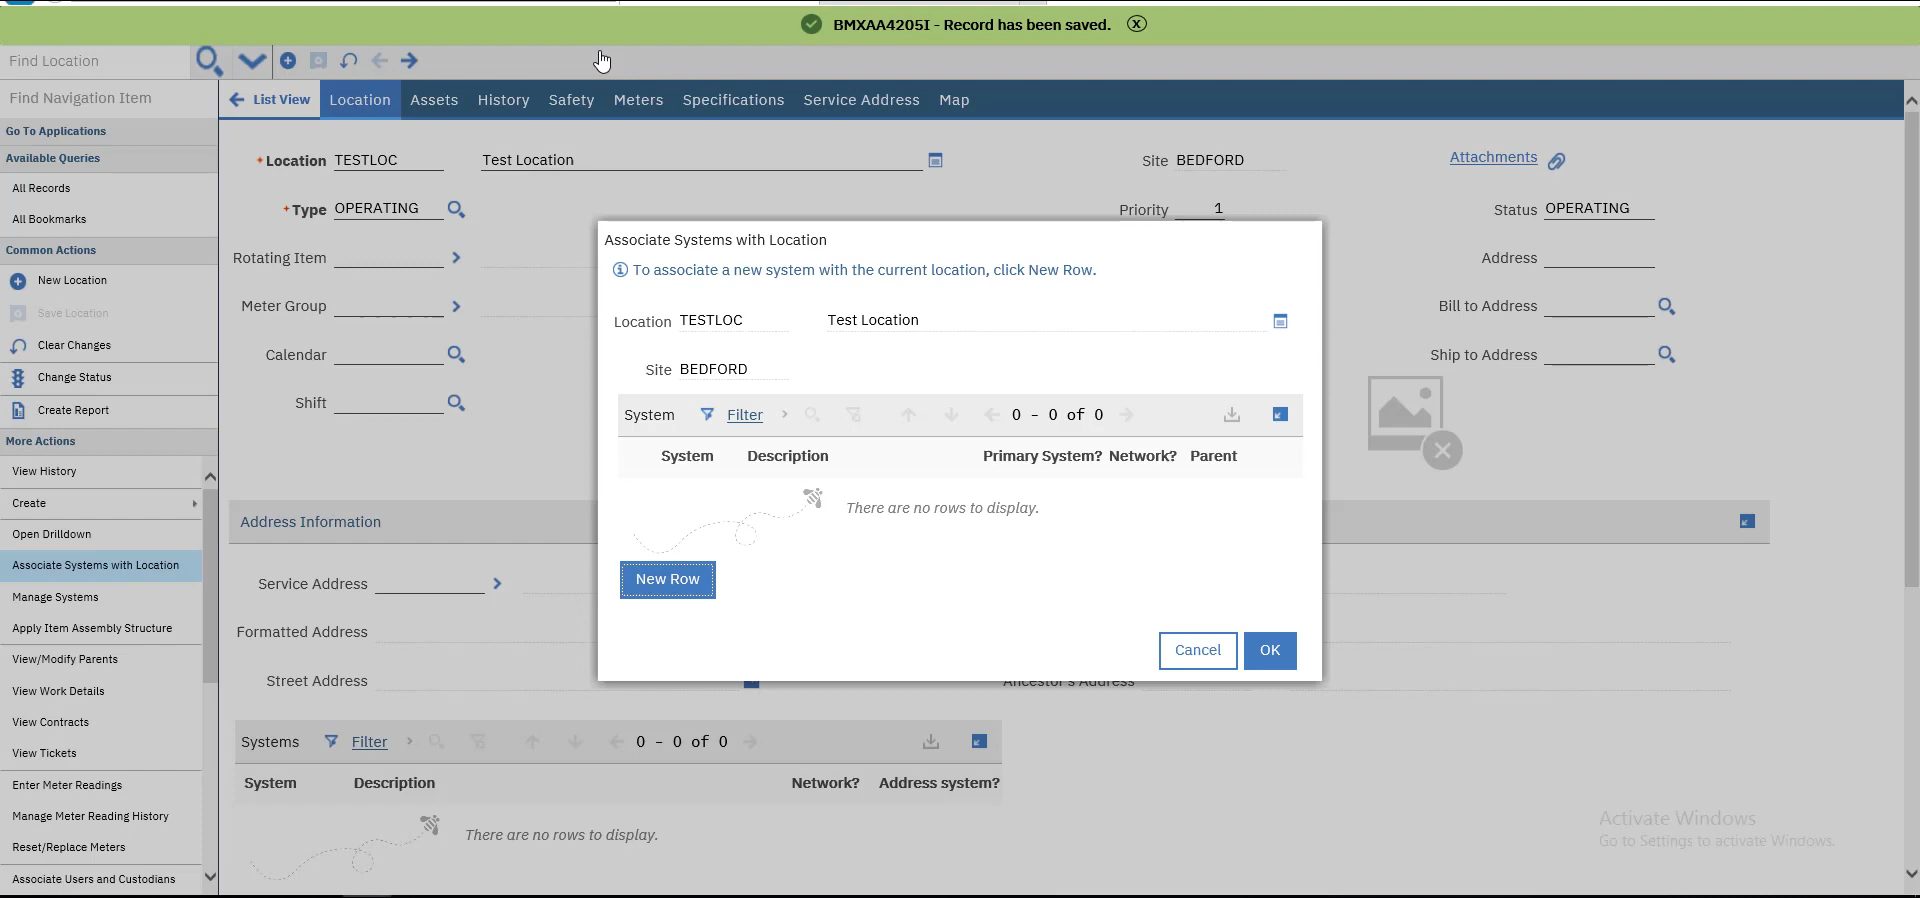 BMXAA4205I - Record has been saved.
Find Location
Find Navigation Item
List View Location Assets History Safety Meters Specifications Service Address Map
Go To Applications
Available Queries
All Records
All Bookmarks
Common Actions
New Location
Save Location
Clear Changes
Change Status
Create Report
More Actions
View History
Create
Open Drilldown
Associate Systems with Location
Manage Systems
Apply Item Assembly Structure
View/Modify Parents
View Work Details
View Contracts
View Tickets
Enter Meter Readings
Manage Meter Reading History
Reset/Replace Meters
Associate Users and Custodians
*Location TESTLOC Test Location Site BEDFORD Attachments
*Type OPERATING Priority 1 Status OPERATING
Rotating Item Address
Meter Group Bill to Address
Calendar Ship to Address
Shift
Associate Systems with Location
To associate a new system with the current location, click New Row.
Location TESTLOC Test Location
Site BEDFORD
System Filter 0 - 0 of 0
System Description Primary System? Network? Parent
There are no rows to display.
New Row
Cancel OK
Address Information
Service Address
Formatted Address
Street Address Ancestor's Address
Systems Filter 0 - 0 of 0
System Description Network? Address system?
There are no rows to display.
Activate Windows
Go to Settings to activate Windows.